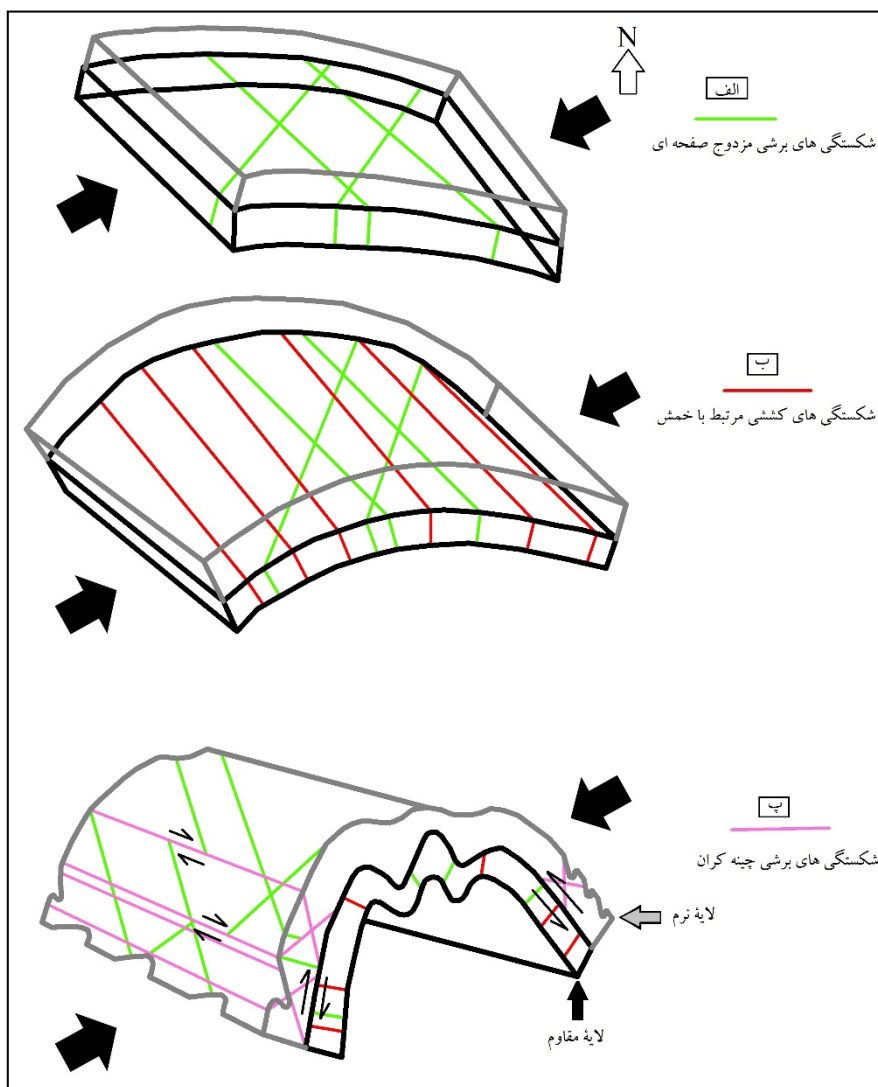 N
الف
شکستگی های برشی مزدوج صفحه ای
ب
شکستگی های کششی مرتبط با خمش
پ
شکستگی های برشی چینه کران
لایۀ نرم
لایۀ مقاوم